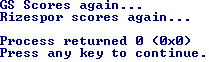 GS Scores again...
Rizespor scores again...
Process returned 0 (0x0)
Press any key to continue.